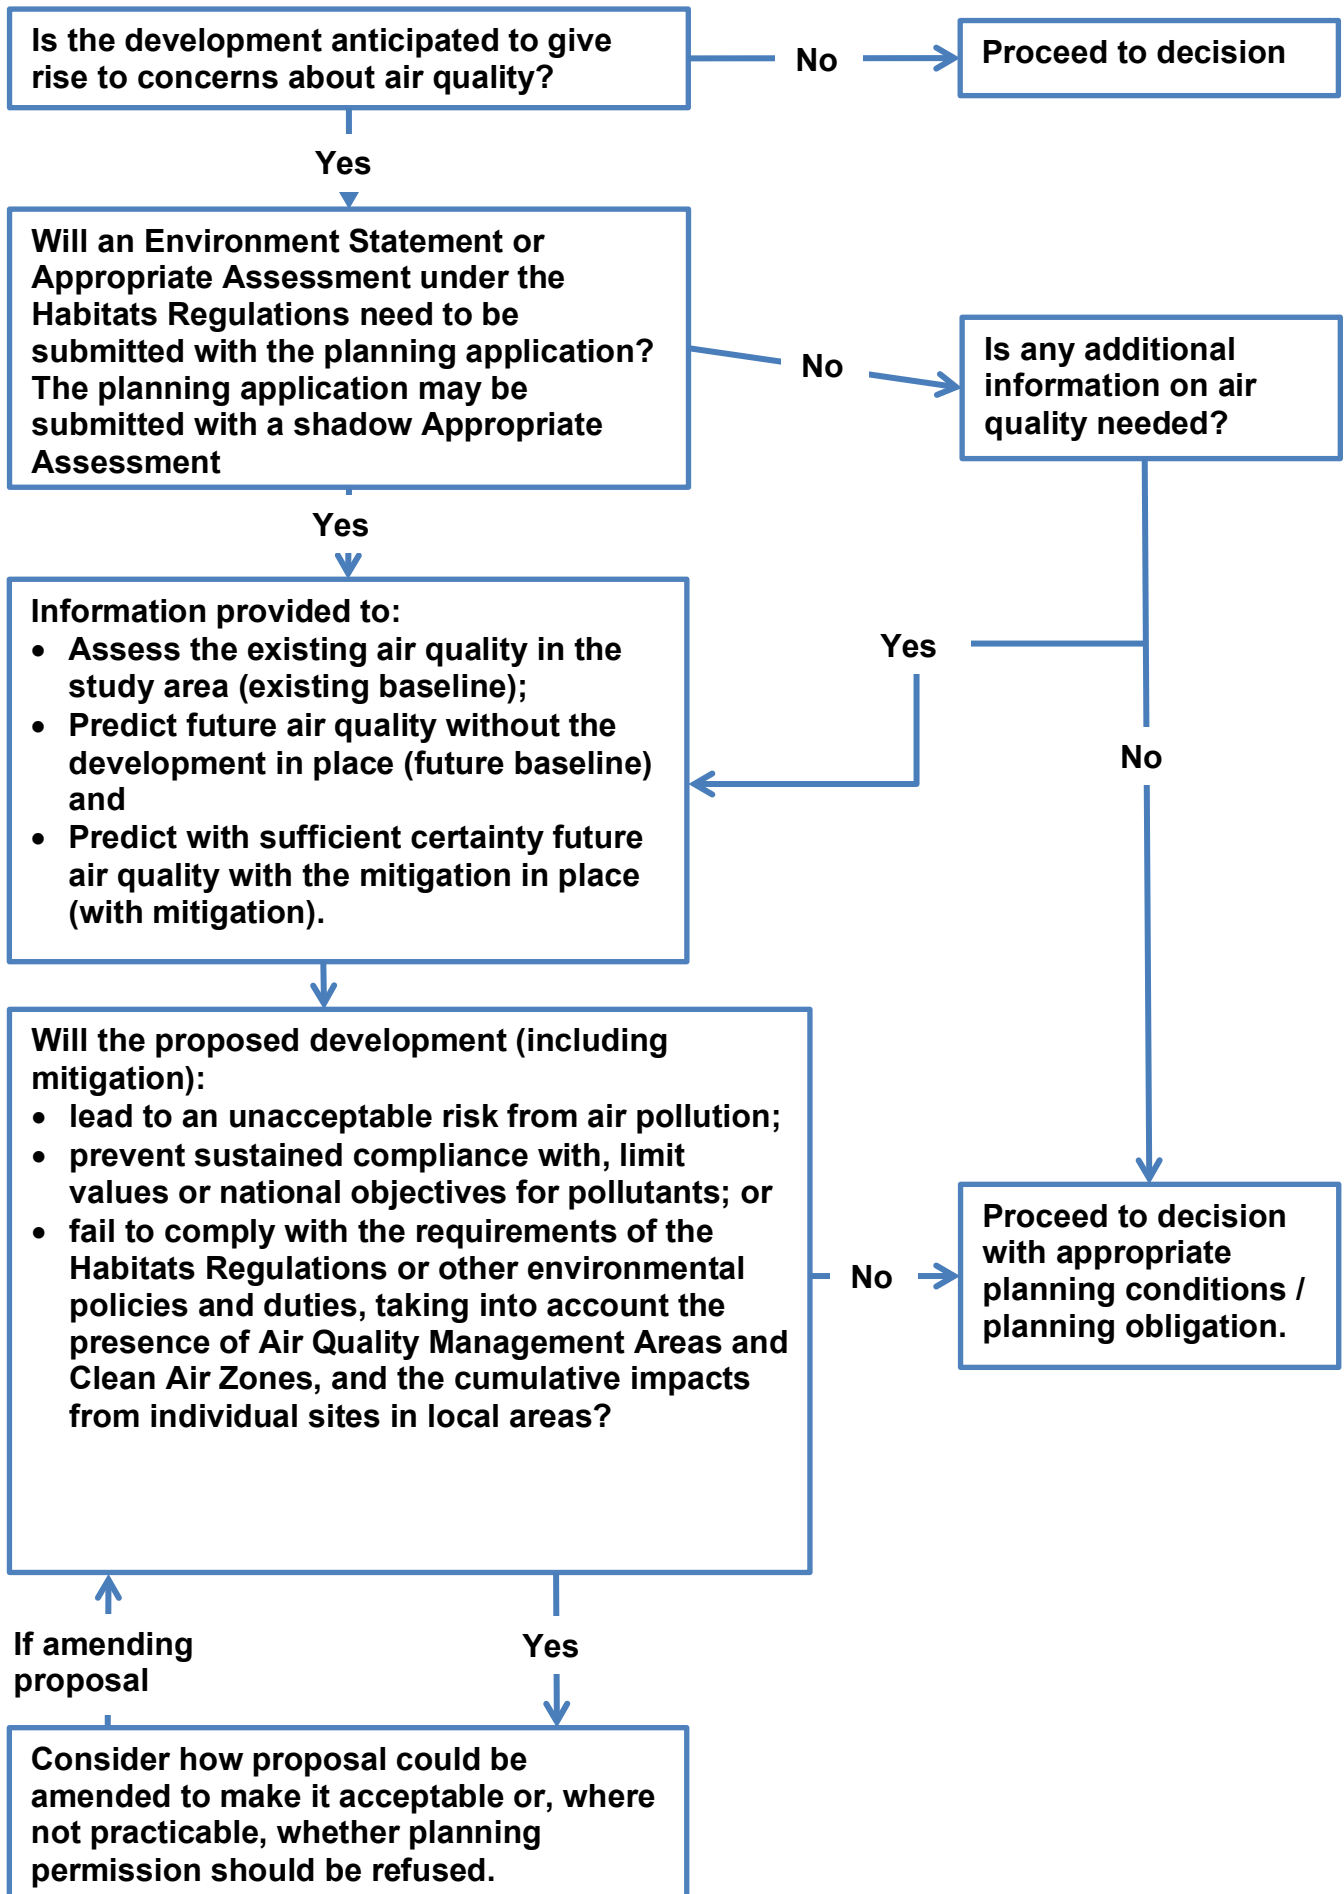 Is the development anticipated to give
rise to concerns about air quality?
No
Proceed to decision
Yes
Will an Environment Statement or
Appropriate Assessment under the
Habitats Regulations need to be
submitted with the planning application?
The planning application may be
submitted with a shadow Appropriate
Assessment
No
Is any additional
information on air
quality needed?
Yes
Information provided to:
• Assess the existing air quality in the
study area (existing baseline);
• Predict future air quality without the
development in place (future baseline)
and
• Predict with sufficient certainty future
air quality with the mitigation in place
(with mitigation).
Yes
No
Will the proposed development (including
mitigation):
• lead to an unacceptable risk from air pollution;
• prevent sustained compliance with, limit
values or national objectives for pollutants; or
• fail to comply with the requirements of the
Habitats Regulations or other environmental
policies and duties, taking into account the
presence of Air Quality Management Areas and
Clean Air Zones, and the cumulative impacts
from individual sites in local areas?
No
Proceed to decision
with appropriate
planning conditions /
planning obligation.
If amending
proposal
Yes
Consider how proposal could be
amended to make it acceptable or, where
not practicable, whether planning
permission should be refused.